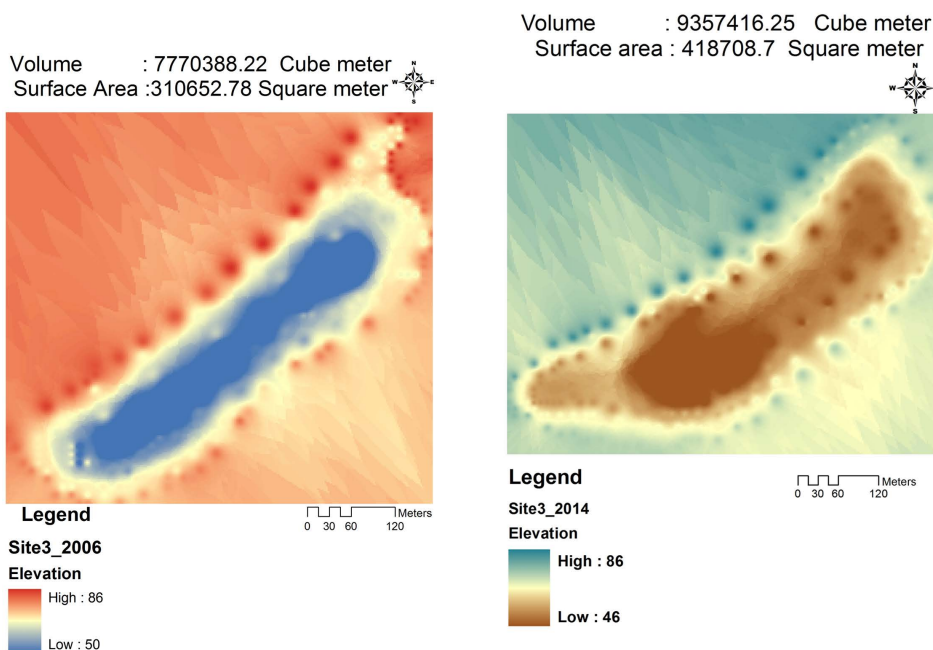 Volume : 7770388.22 Cube meter
Surface Area :310652.78 Square meter
N
W E
S
Legend
Meters
0 30 60 120
Site3_2006
Elevation
High : 86
Low : 50
Volume : 9357416.25 Cube meter
Surface area : 418708.7 Square meter
N
W E
S
Legend
Meters
0 30 60 120
Site3_2014
Elevation
High : 86
Low : 46